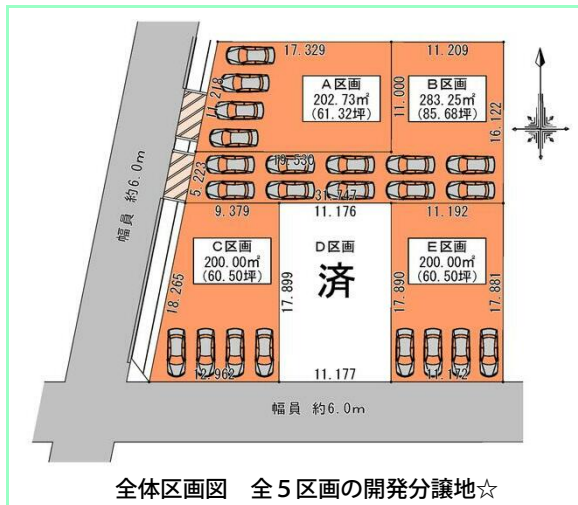 17.329
11.209
A区画
202.73㎡
(61.32坪)
11.000
B区画
283.25㎡
(85.68坪)
16.122
11.218
19.530
5.223
31.747
幅員 約6.0m
9.379
11.176
11.192
C区画
200.00㎡
(60.50坪)
D区画
済
E区画
200.00㎡
(60.50坪)
18.265
17.899
17.890
17.881
12.962
11.177
11.172
幅員 約6.0m
全体区画図 全5区画の開発分譲地☆